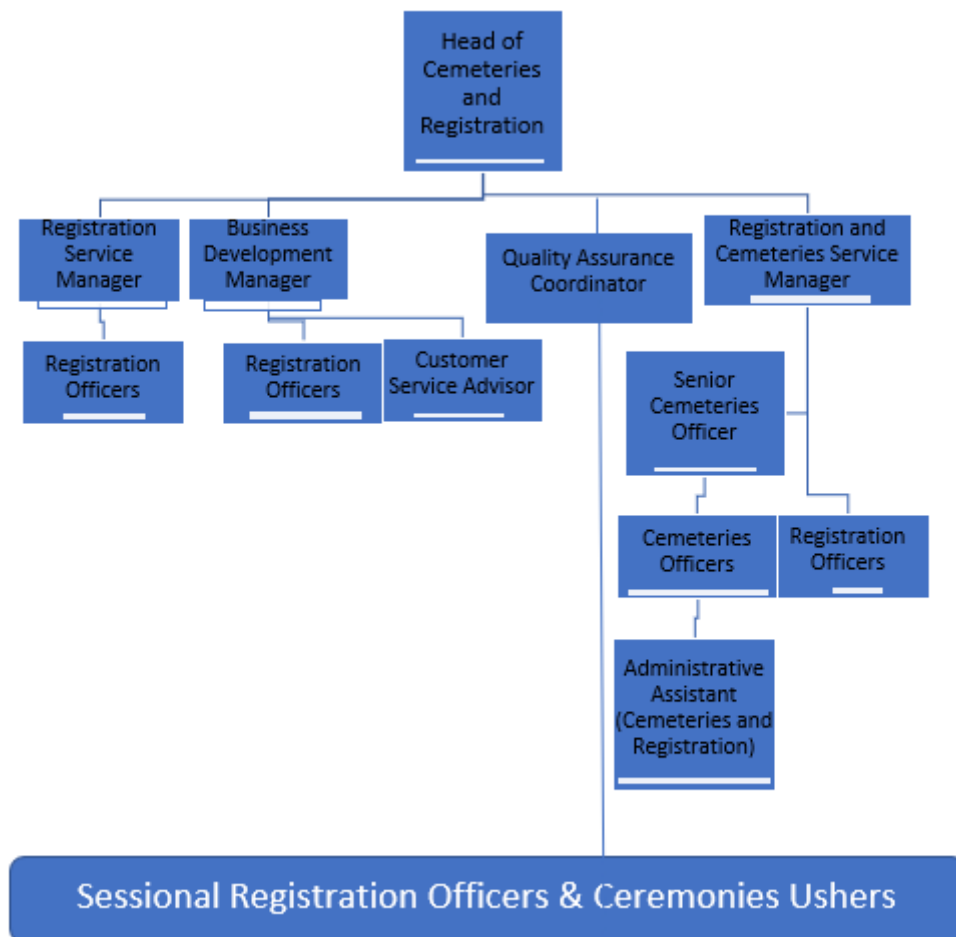 Head of
Cemeteries
and
Registration
Registration
Service
Manager
Business
Development
Manager
Quality Assurance
Coordinator
Registration and
Cemeteries Service
Manager
Registration
Officers
Registration
Officers
Customer
Service Advisor
Senior
Cemeteries
Officer
Cemeteries
Officers
Registration
Officers
Administrative
Assistant
(Cemeteries and
Registration)
Sessional Registration Officers & Ceremonies Ushers